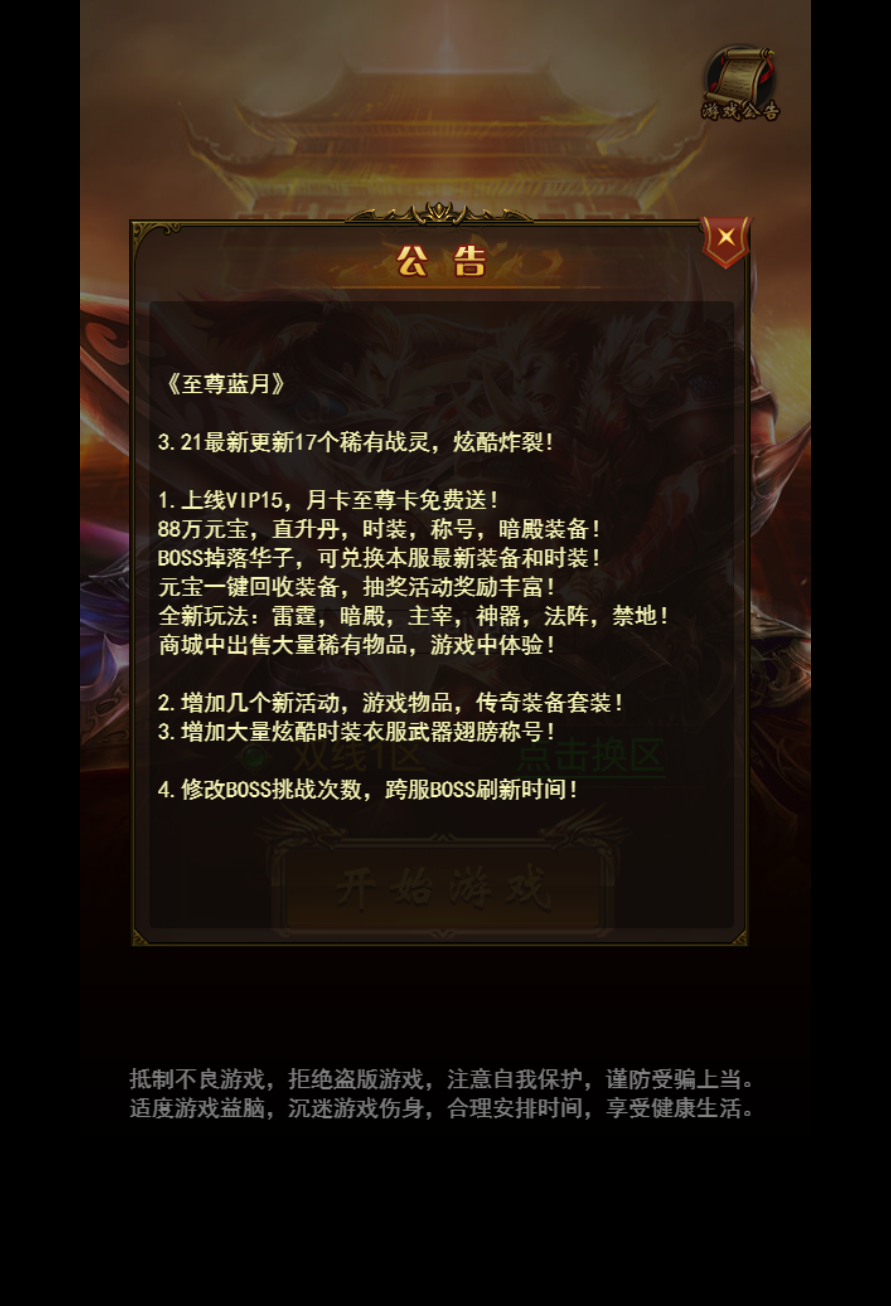 游戏公告
公告
《至尊蓝月》
3.21最新更新17个稀有战灵，炫酷炸裂！
1.上线VIP15，月卡至尊卡免费送！
88万元宝，直升丹，时装，称号，暗殿装备！
BOSS掉落华子，可兑换本服最新装备和时装！
元宝一键回收装备，抽奖活动奖励丰富！
全新玩法：雷霆，暗殿，主宰，神器，法阵，禁地！
商城中出售大量稀有物品，游戏中体验！
2.增加几个新活动，游戏物品，传奇装备套装！
3.增加大量炫酷时装衣服武器翅膀称号！
双线1区 点击换区
4.修改BOSS挑战次数，跨服BOSS刷新时间！
开始游戏
抵制不良游戏，拒绝盗版游戏，注意自我保护，谨防受骗上当。
适度游戏益脑，沉迷游戏伤身，合理安排时间，享受健康生活。